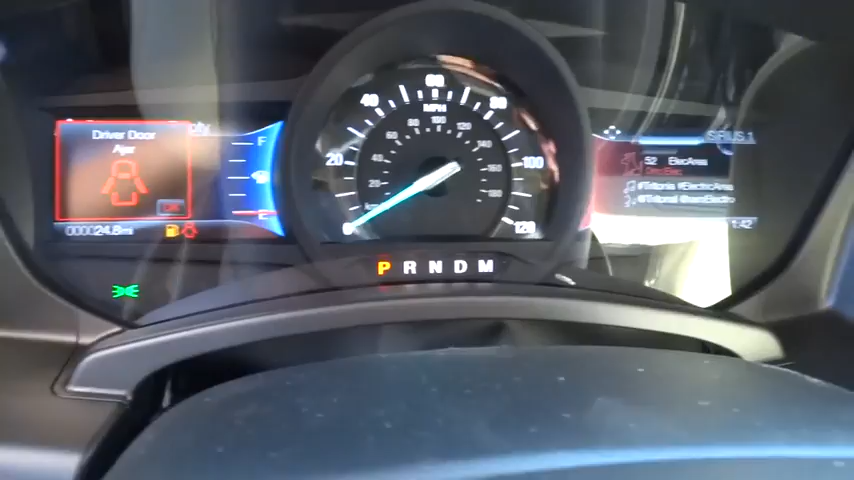 Driver Door
Ajar
OK
000024.8mi
F
E
0
20
40
60
80
100
120
MPH
20
40
60
80
100
120
140
160
180
km/h
P R N D M
SIRIUS 1
52 ElecArea
#Tritonia #ElectricArea
1:42